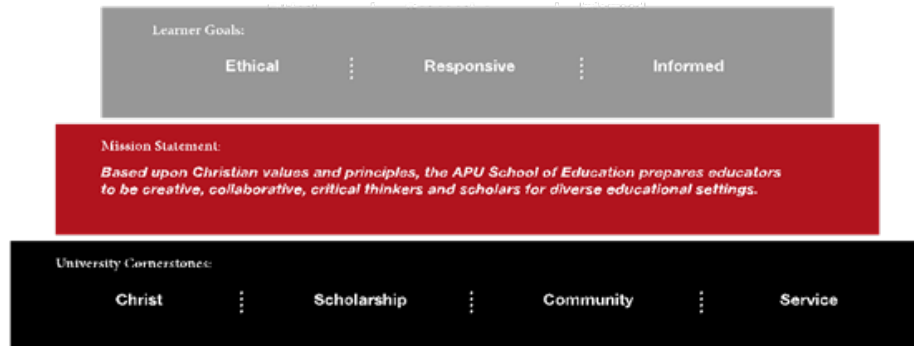 Learner Goals:
Ethical Responsive Informed
Mission Statement:
Based upon Christian values and principles, the APU School of Education prepares educators
to be creative, collaborative, critical thinkers and scholars for diverse educational settings.
University Cornerstones:
Christ Scholarship Community Service